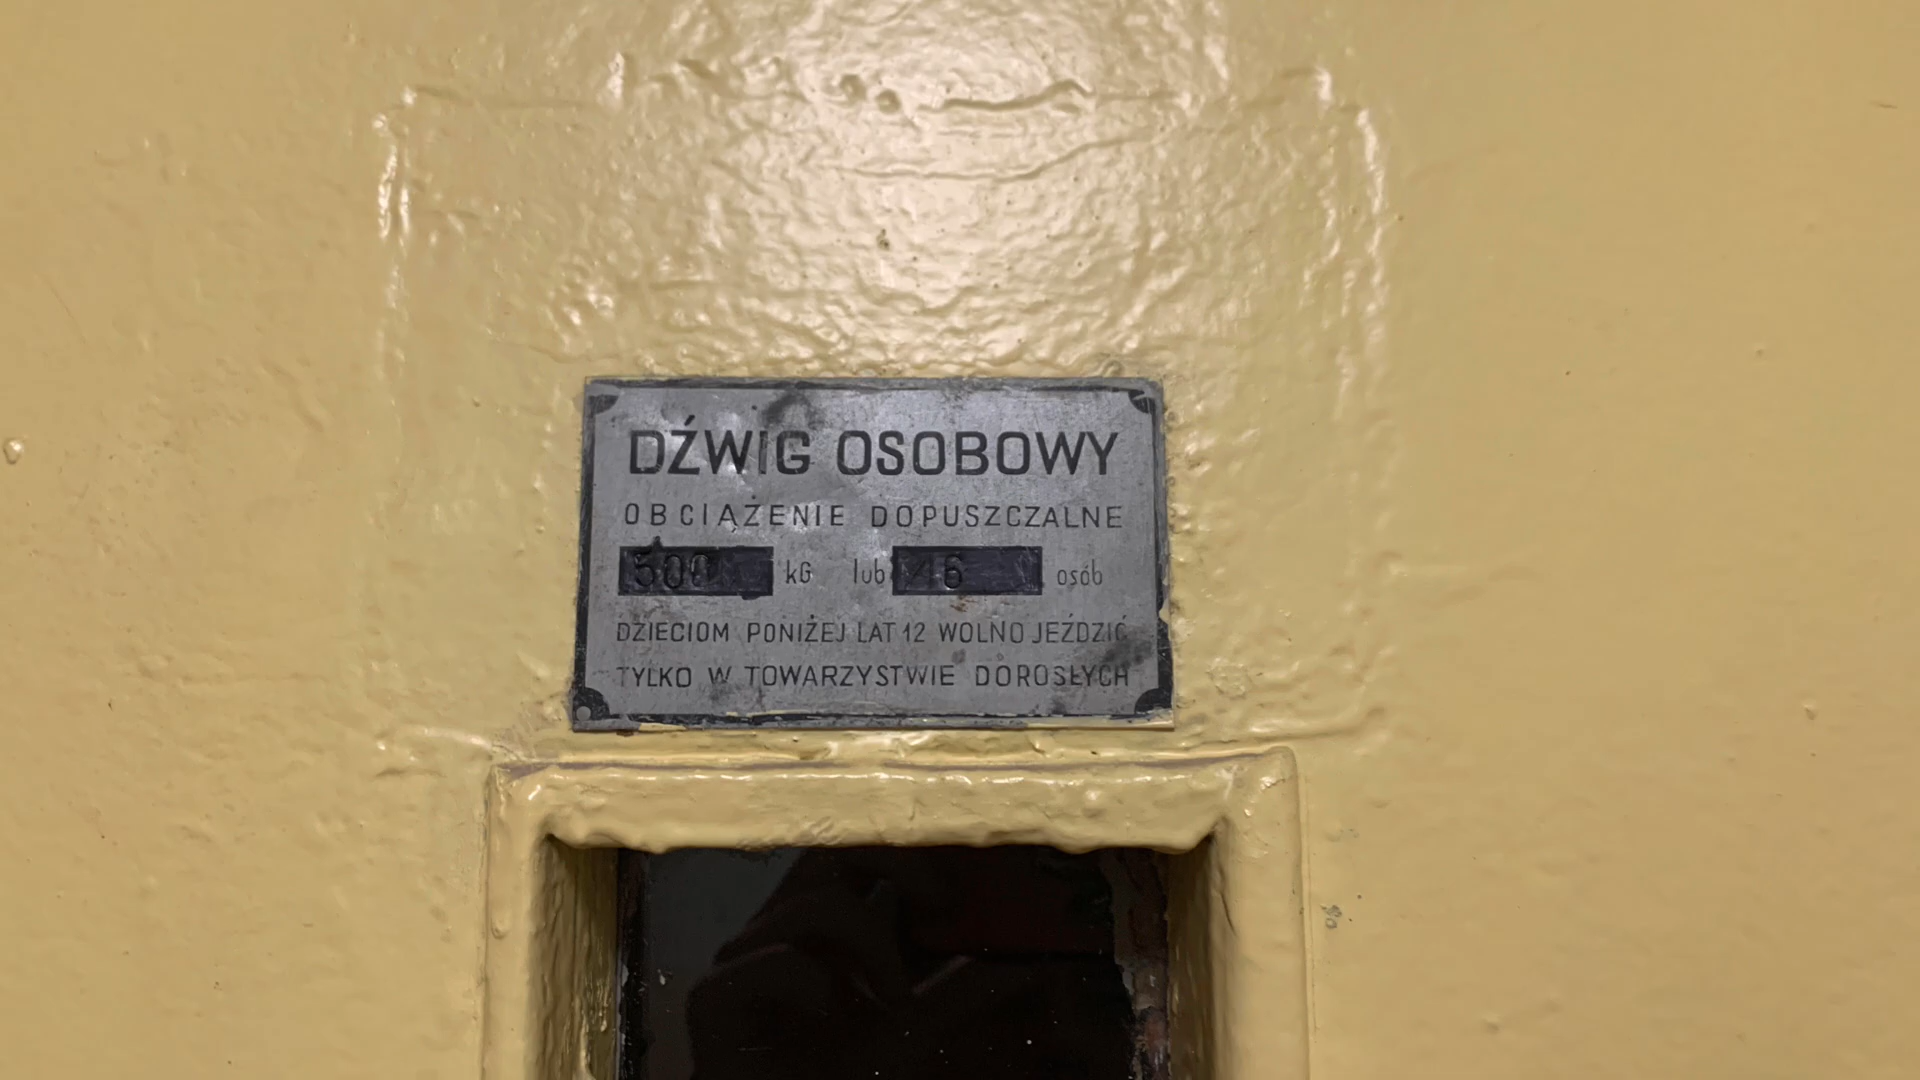 DŹWIG OSOBOWY
OBCIĄŻENIE DOPUSZCZALNE
500 kG lub 6 osób
DZIECIOM PONIŻEJ LAT 12 WOLNO JEŹDZIĆ
TYLKO W TOWARZYSTWIE DOROSŁYCH